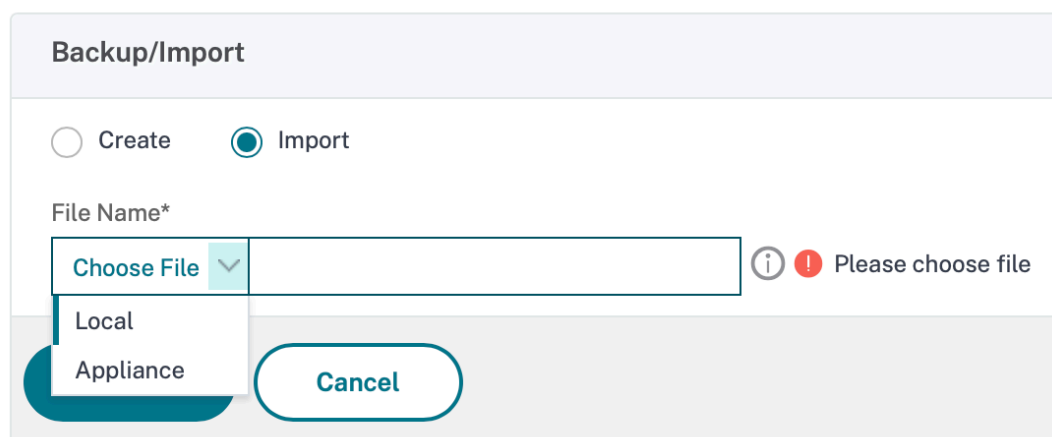 Backup/Import
Create Import
File Name*
Choose File Please choose file
Local
Appliance
Cancel